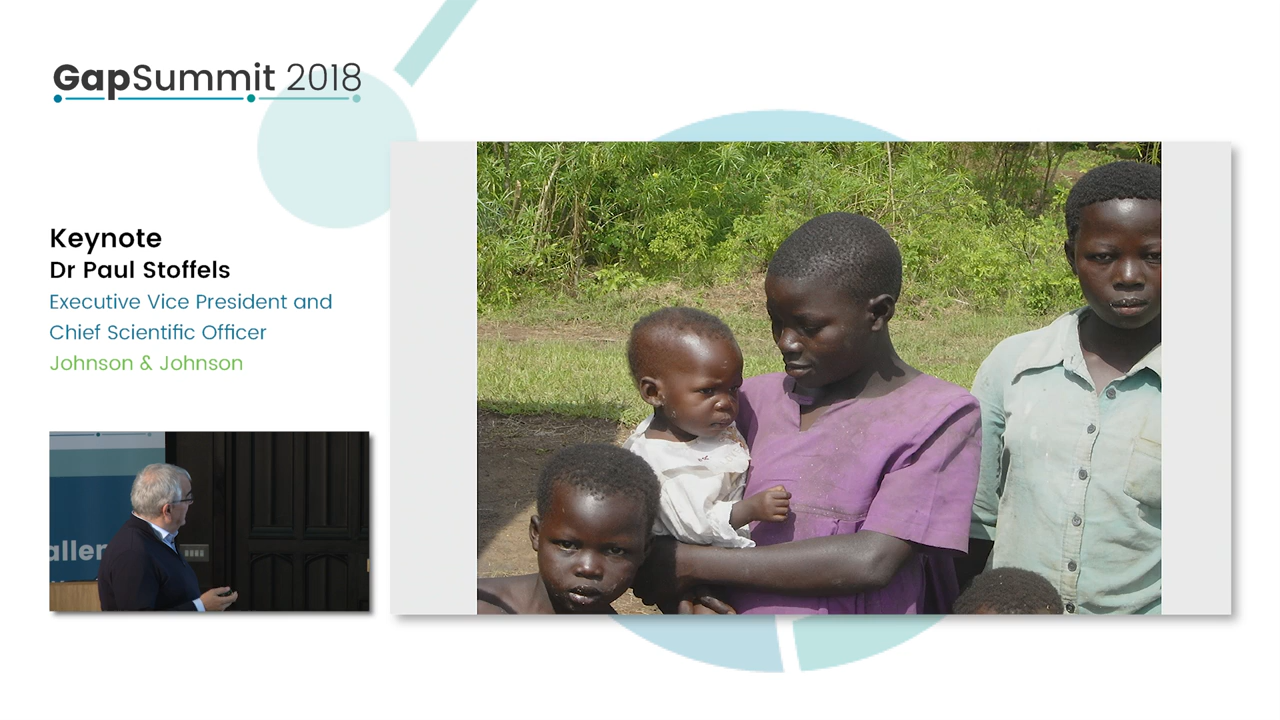 GapSummit 2018
Keynote
Dr Paul Stoffels
Executive Vice President and
Chief Scientific Officer
Johnson & Johnson
aller